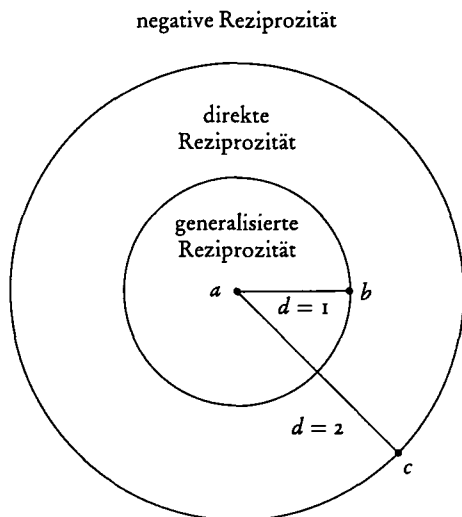 negative Reziprozität
direkte
Reziprozität
generalisierte
Reziprozität
a
b
d = 1
d = 2
c